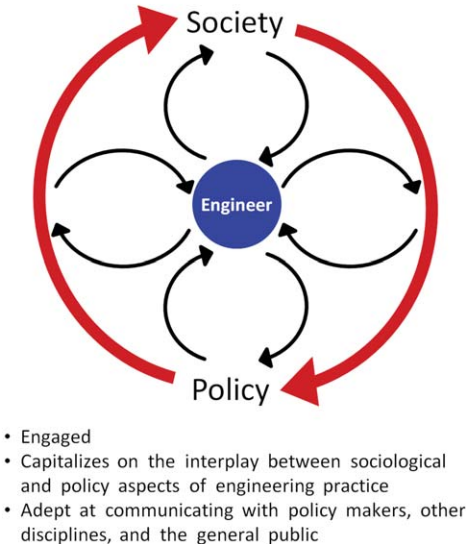 Society
Engineer
Policy
• Engaged
• Capitalizes on the interplay between sociological
and policy aspects of engineering practice
• Adept at communicating with policy makers, other
disciplines, and the general public